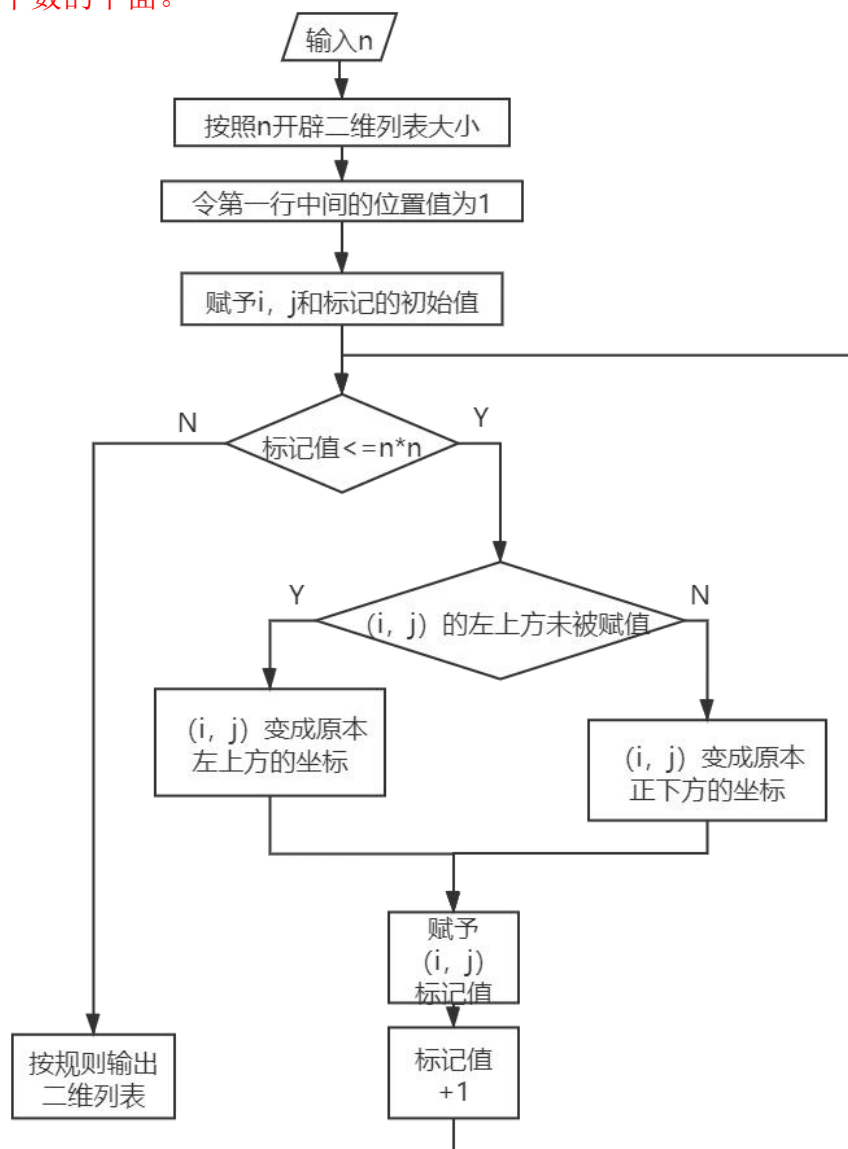 个数的下面。
输入n
按照n开辟二维列表大小
令第一行中间的位置值为1
赋予i，j和标记的初始值
N
Y
标记值<=n*n
Y
N
（i，j）的左上方未被赋值
（i，j）变成原本
左上方的坐标
（i，j）变成原本
正下方的坐标
赋予
（i，j）
标记值
按规则输出
二维列表
标记值
+1